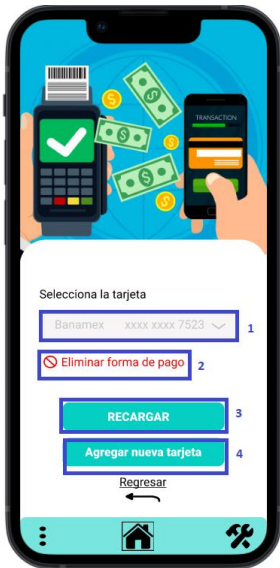 TRANSACTION
Selecciona la tarjeta
Banamex xxxx xxxx 7523 1
Eliminar forma de pago 2
RECARGAR 3
Agregar nueva tarjeta 4
Regresar